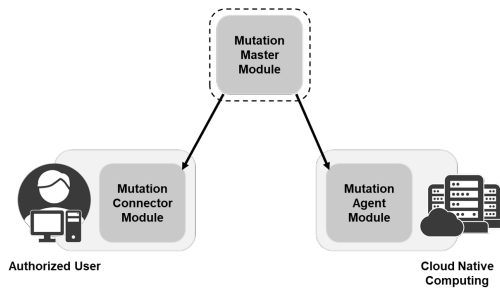 Mutation
Master
Module
Mutation
Connector
Module
Mutation
Agent
Module
Authorized User
Cloud Native
Computing